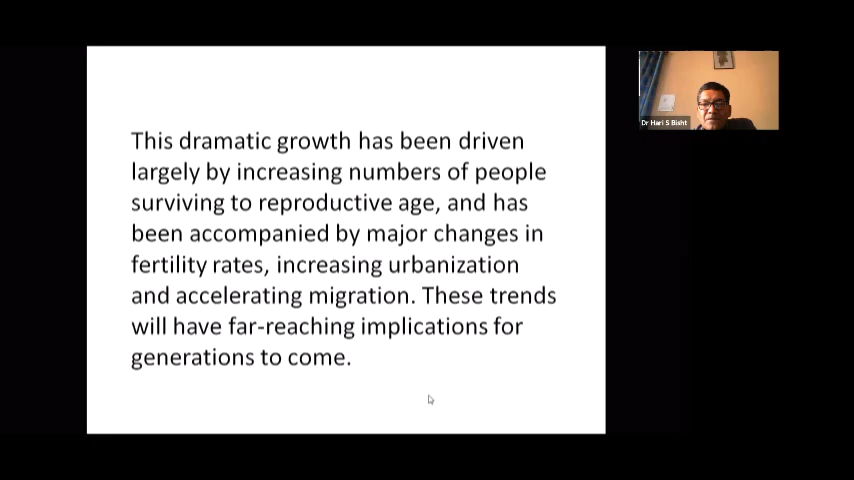 This dramatic growth has been driven
largely by increasing numbers of people
surviving to reproductive age, and has
been accompanied by major changes in
fertility rates, increasing urbanization
and accelerating migration. These trends
will have far-reaching implications for
generations to come.
Dr Hari S Bisht